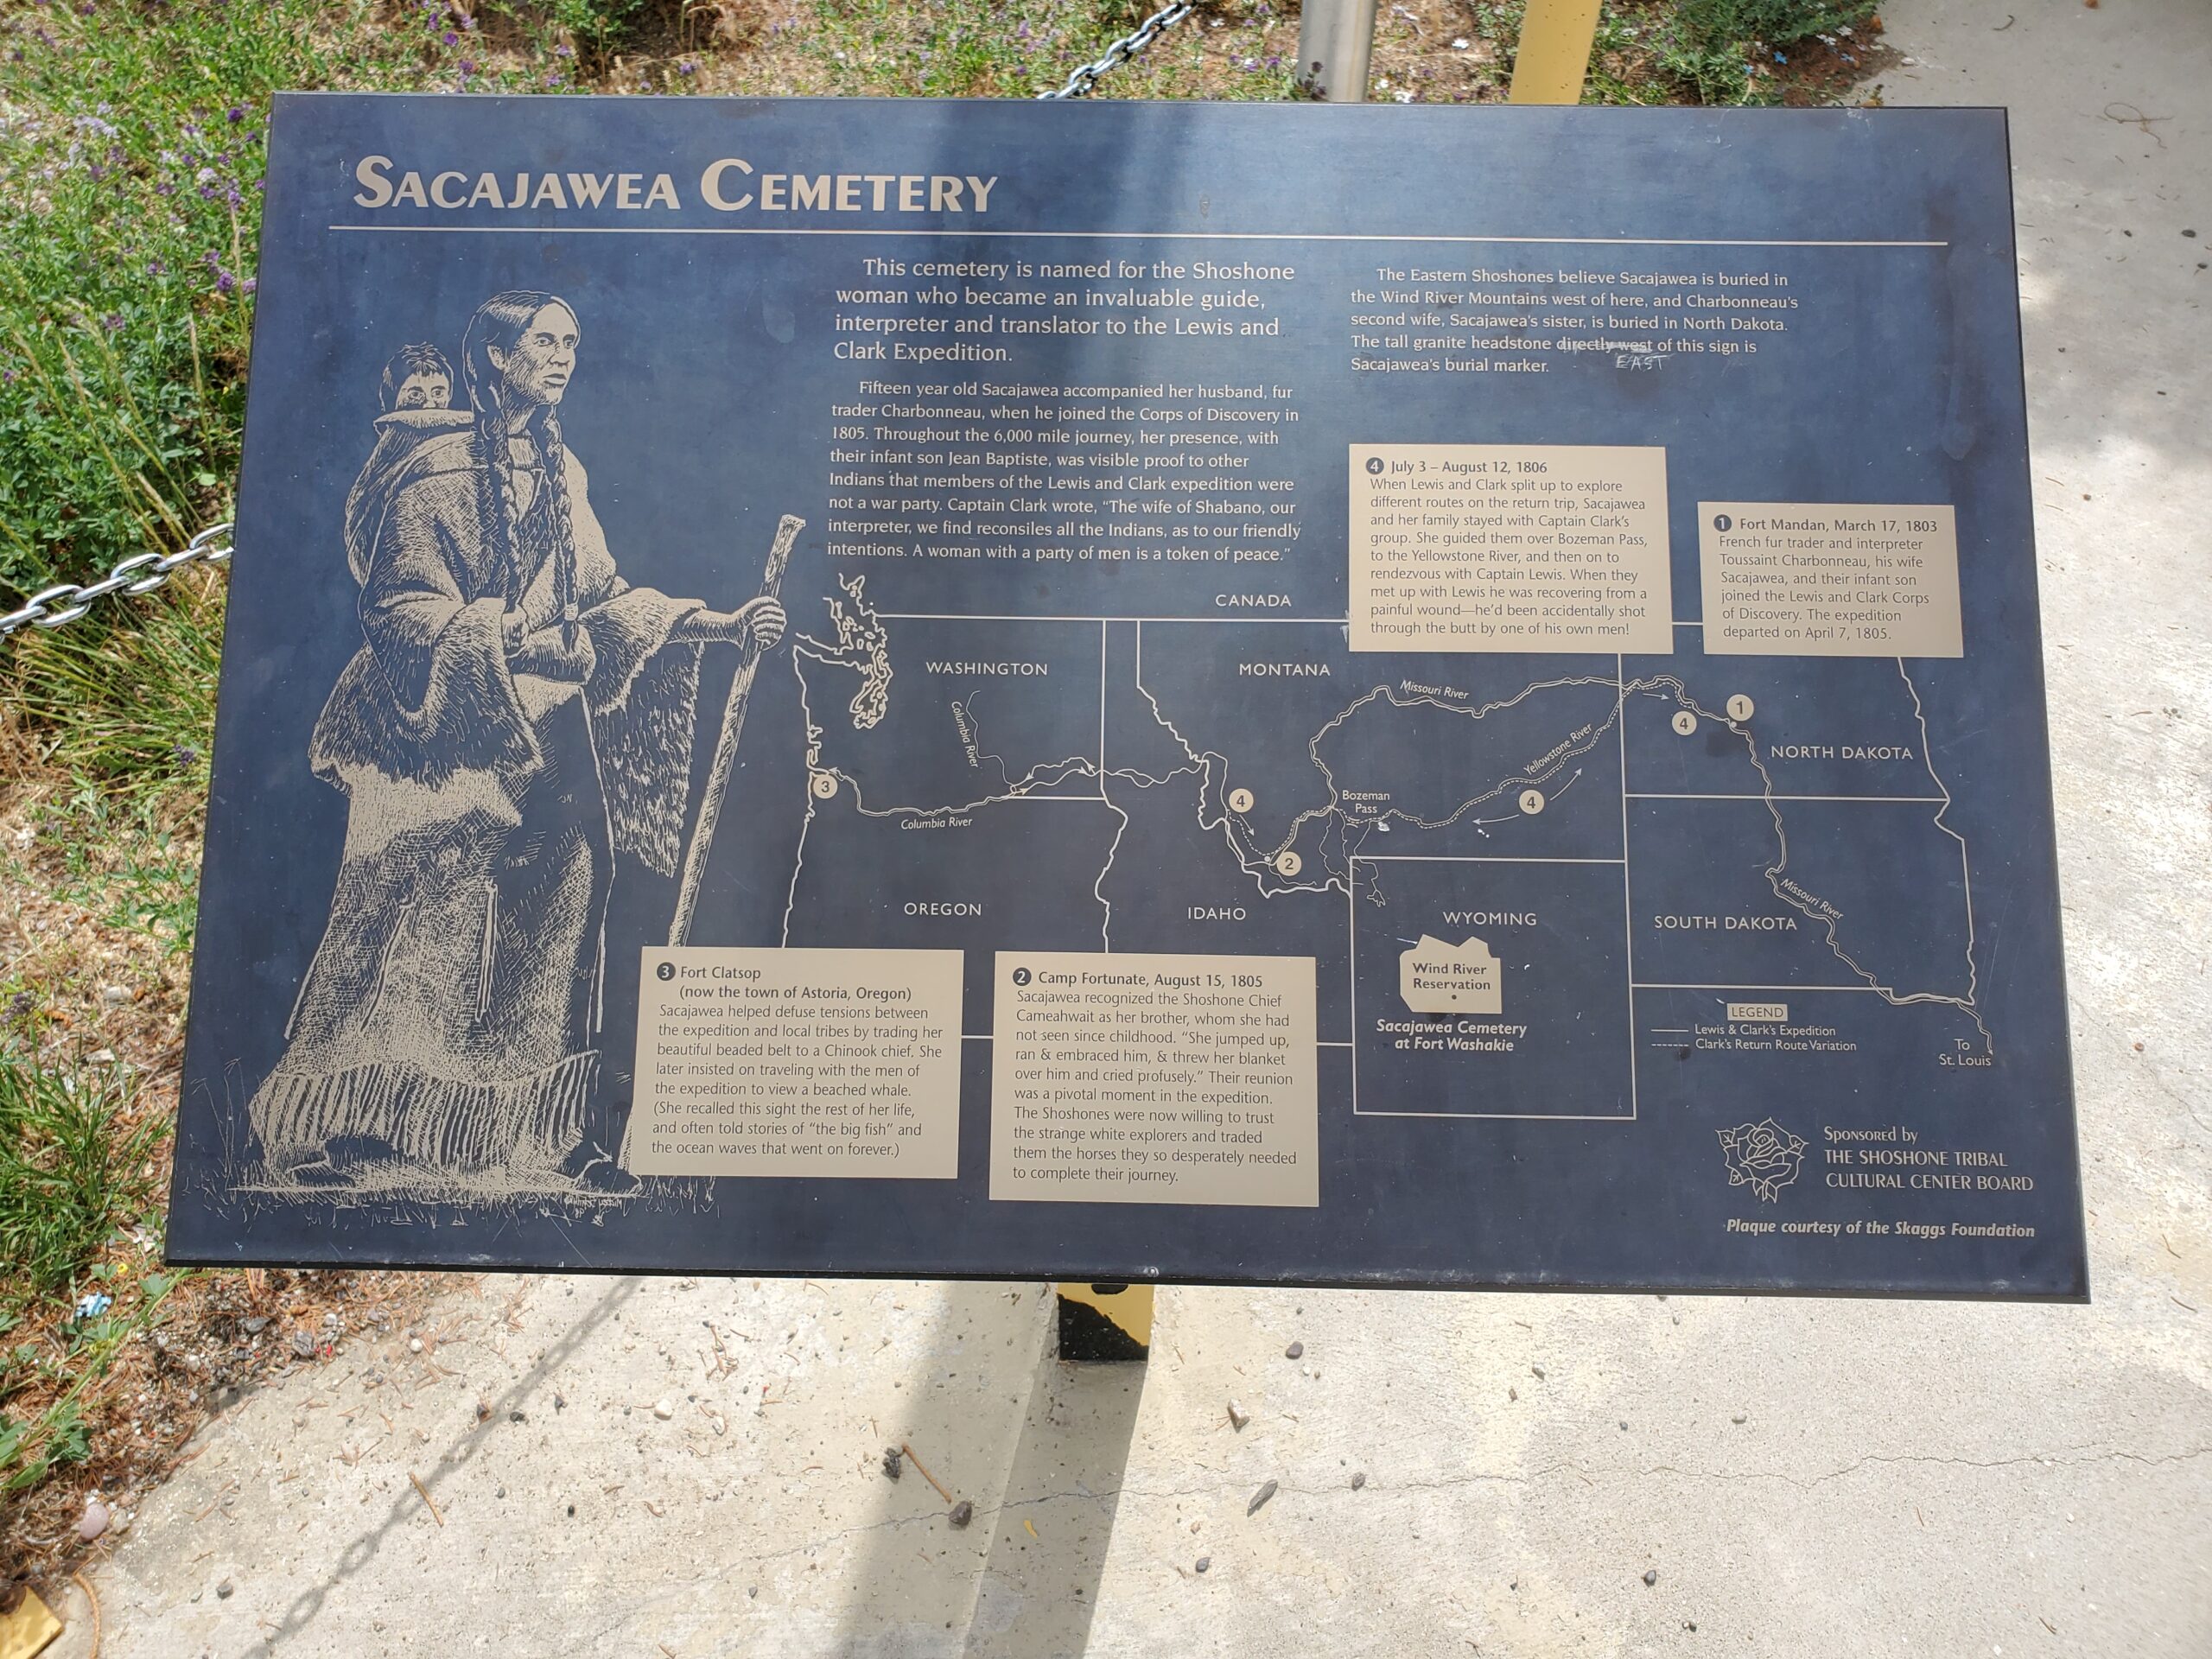 SACAJAWEA CEMETERY
This cemetery is named for the Shoshone
woman who became an invaluable guide,
interpreter and translator to the Lewis and
Clark Expedition.
Fifteen year old Sacajawea accompanied her husband, fur
trader Charbonneau, when he joined the Corps of Discovery in
1805. Throughout the 6,000 mile journey, her presence, with
their infant son Jean Baptiste, was visible proof to other
Indians that members of the Lewis and Clark expedition were
not a war party. Captain Clark wrote, “The wife of Shabano, our
interpreter, we find reconsiles all the Indians, as to our friendly
intentions. A woman with a party of men is a token of peace.”
The Eastern Shoshones believe Sacajawea is buried in
the Wind River Mountains west of here, and Charbonneau's
second wife, Sacajawea's sister, is buried in North Dakota.
The tall granite headstone directly west of this sign is
EAST
Sacajawea's burial marker.
4 July 3 – August 12, 1806
When Lewis and Clark split up to explore
different routes on the return trip, Sacajawea
and her family stayed with Captain Clark's
group. She guided them over Bozeman Pass,
to the Yellowstone River, and then on to
rendezvous with Captain Lewis. When they
met up with Lewis he was recovering from a
painful wound—he'd been accidentally shot
through the butt by one of his own men!
1 Fort Mandan, March 17, 1803
French fur trader and interpreter
Toussaint Charbonneau, his wife
Sacajawea, and their infant son
joined the Lewis and Clark Corps
of Discovery. The expedition
departed on April 7, 1805.
CANADA
WASHINGTON
MONTANA
Missouri River
Columbia River
Yellowstone River
4
1
NORTH DAKOTA
3
4
Bozeman
Pass
4
Columbia River
2
OREGON
IDAHO
WYOMING
SOUTH DAKOTA
Missouri River
Wind River
Reservation
Sacajawea Cemetery
at Fort Washakie
LEGEND
Lewis & Clark's Expedition
Clark's Return Route Variation
To
St. Louis
3 Fort Clatsop
(now the town of Astoria, Oregon)
Sacajawea helped defuse tensions between
the expedition and local tribes by trading her
beautiful beaded belt to a Chinook chief. She
later insisted on traveling with the men of
the expedition to view a beached whale.
(She recalled this sight the rest of her life,
and often told stories of “the big fish” and
the ocean waves that went on forever.)
2 Camp Fortunate, August 15, 1805
Sacajawea recognized the Shoshone Chief
Cameahwait as her brother, whom she had
not seen since childhood. “She jumped up,
ran & embraced him, & threw her blanket
over him and cried profusely.” Their reunion
was a pivotal moment in the expedition.
The Shoshones were now willing to trust
the strange white explorers and traded
them the horses they so desperately needed
to complete their journey.
SPONSORED by
THE SHOSHONE TRIBAL
CULTURAL CENTER BOARD
Plaque courtesy of the Skaggs Foundation